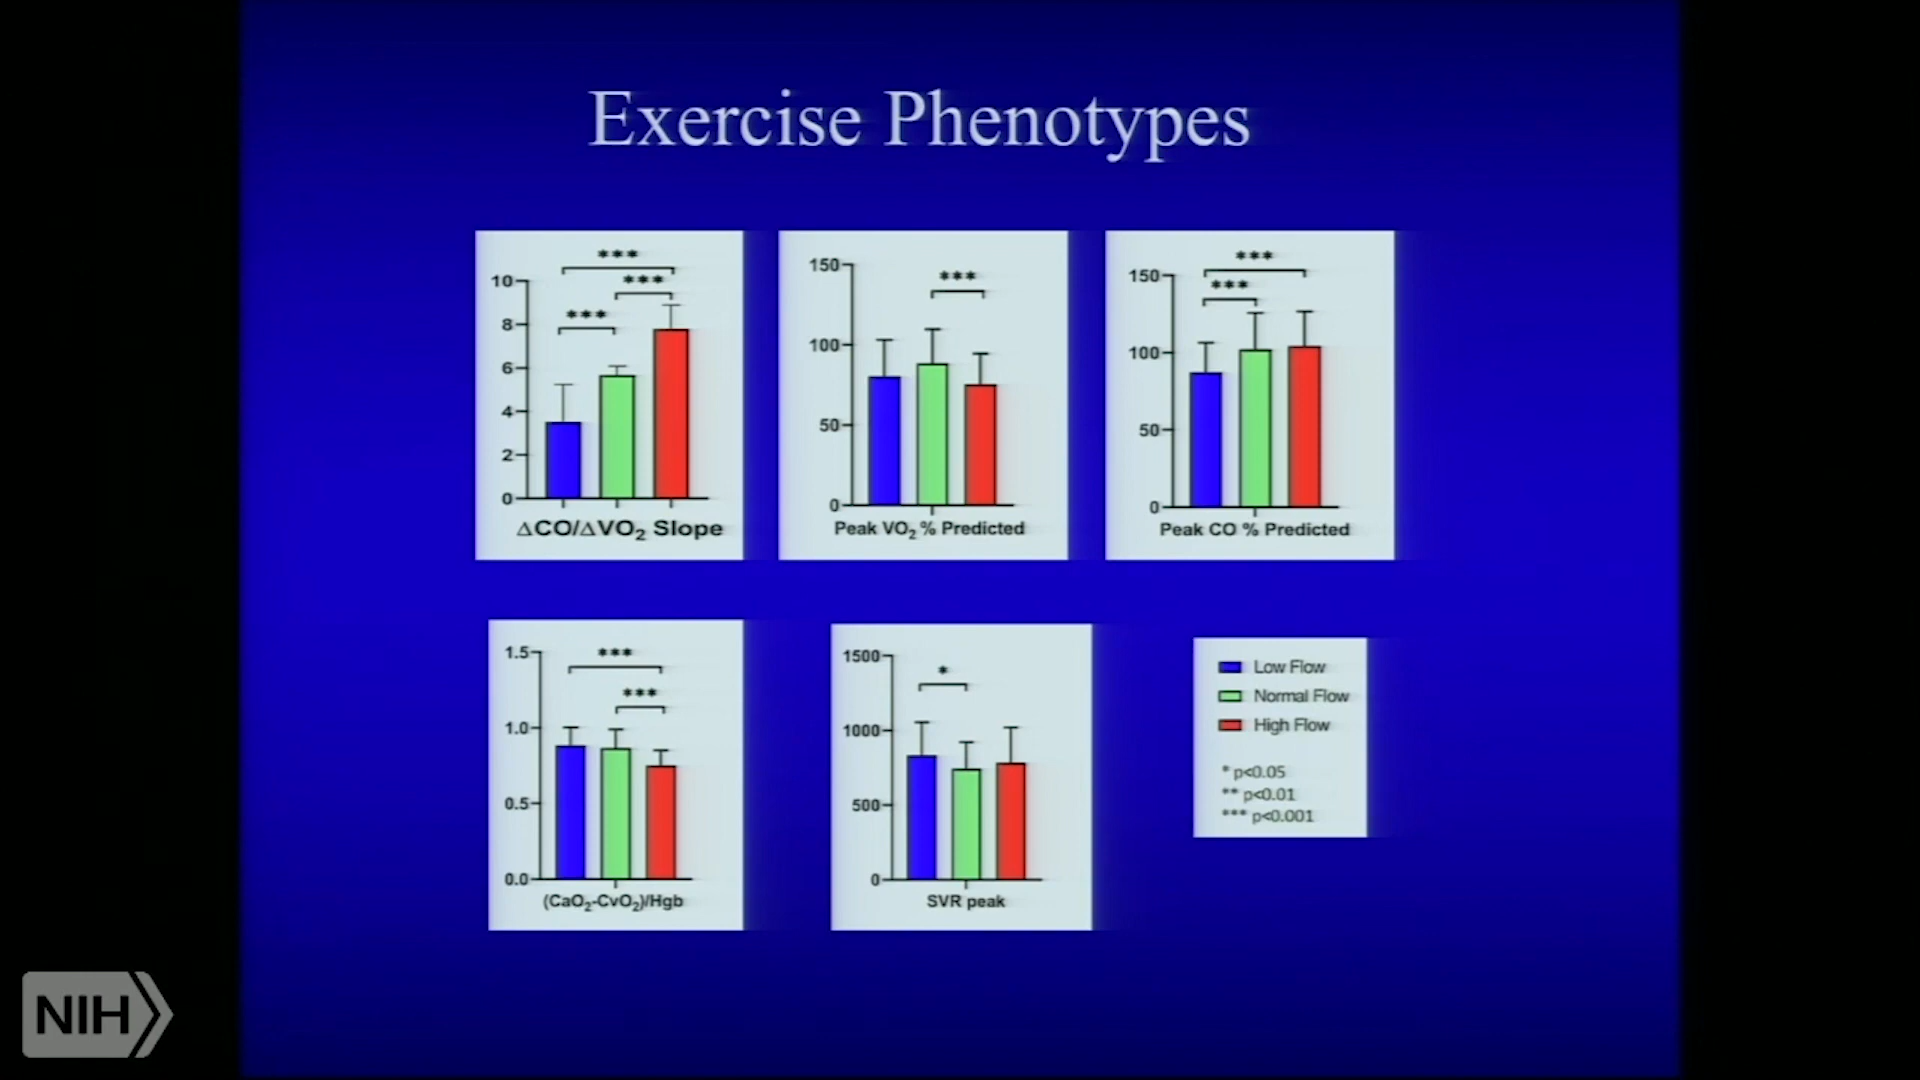 Exercise Phenotypes
***
***
***
10
8
6
4
2
0
ΔCO/ΔVO₂ Slope
***
150
100
50
0
Peak VO₂ % Predicted
***
***
150
100
50
0
Peak CO % Predicted
***
***
1.5
1.0
0.5
0.0
(CaO₂-CvO₂)/Hgb
*
1500
1000
500
0
SVR peak
Low Flow
Normal Flow
High Flow
* p<0.05
** p<0.01
*** p<0.001
NIH